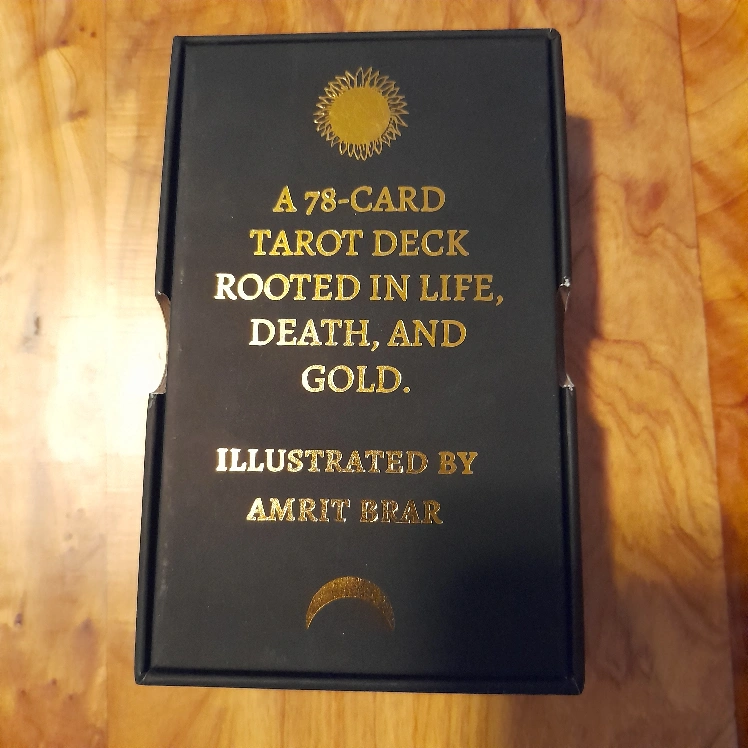 A 78-CARD
TAROT DECK
ROOTED IN LIFE,
DEATH, AND
GOLD.
ILLUSTRATED BY
AMRIT BRAR